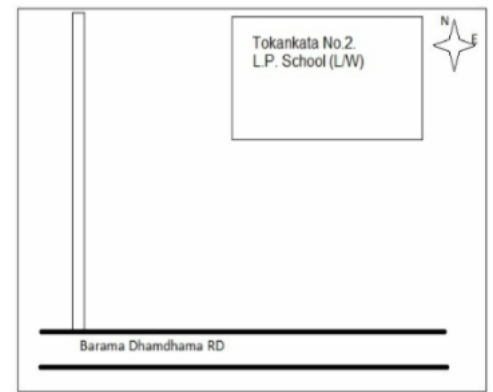 Tokankata No.2.
L.P. School (L/W)
N
E
Barama Dhamdhama RD